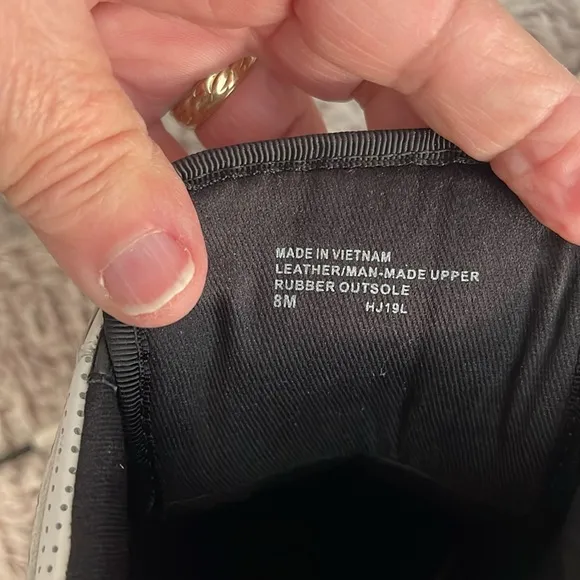 MADE IN VIETNAM
LEATHER/MAN-MADE UPPER
RUBBER OUTSOLE
8M HJ19L